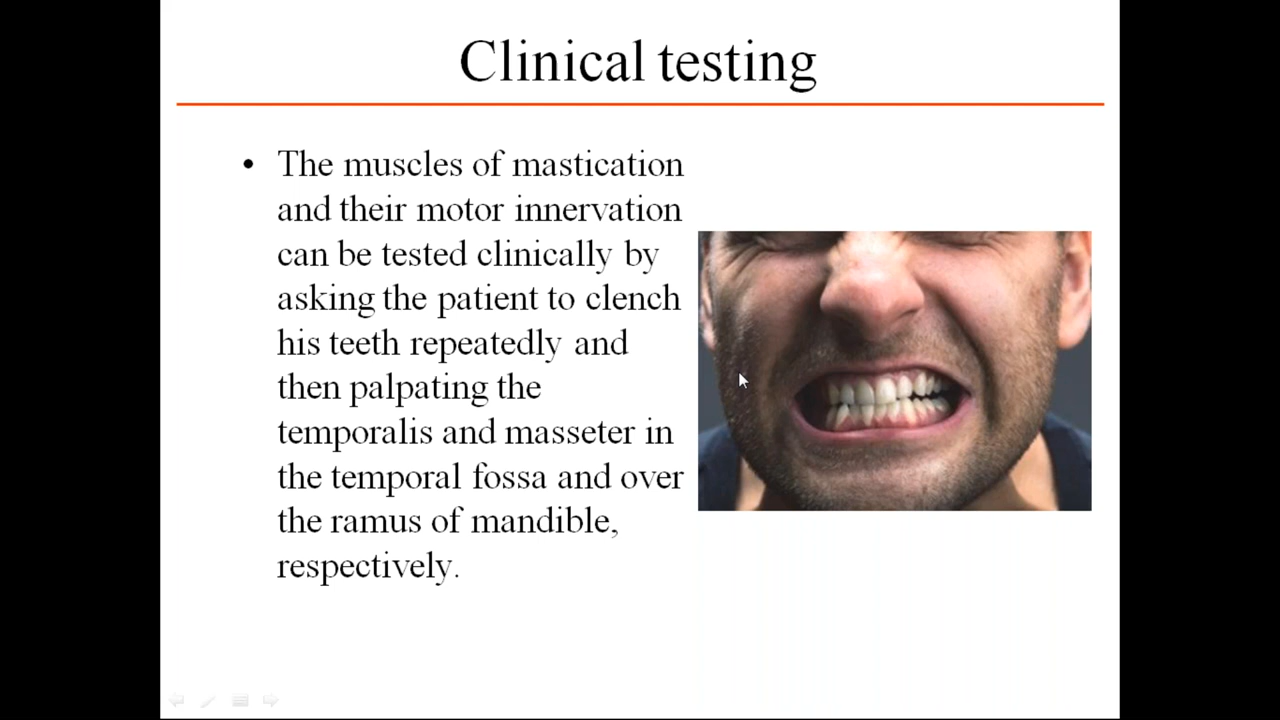 Clinical testing
• The muscles of mastication
and their motor innervation
can be tested clinically by
asking the patient to clench
his teeth repeatedly and
then palpating the
temporalis and masseter in
the temporal fossa and over
the ramus of mandible,
respectively.